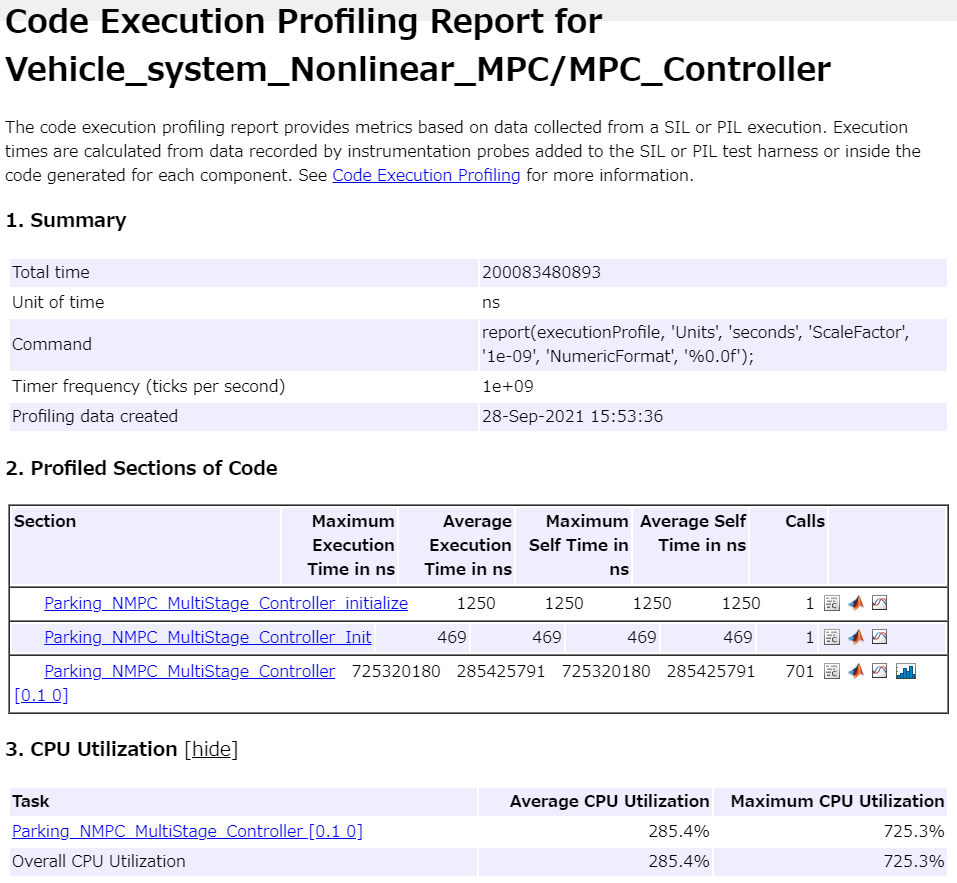 Code Execution Profiling Report for
Vehicle_system_Nonlinear_MPC/MPC_Controller
The code execution profiling report provides metrics based on data collected from a SIL or PIL execution. Execution
times are calculated from data recorded by instrumentation probes added to the SIL or PIL test harness or inside the
code generated for each component. See Code Execution Profiling for more information.
1. Summary
Total time 200083480893
Unit of time ns
Command report(executionProfile, 'Units', 'seconds', 'ScaleFactor',
'1e-09', 'NumericFormat', '%0.0f');
Timer frequency (ticks per second) 1e+09
Profiling data created 28-Sep-2021 15:53:36
2. Profiled Sections of Code
Section Maximum Average Maximum Average Self Calls
Execution Execution Self Time in Time in ns
Time in ns Time in ns ns
Parking_NMPC_MultiStage_Controller_initialize 1250 1250 1250 1250 1
Parking_NMPC_MultiStage_Controller_Init 469 469 469 469 1
Parking_NMPC_MultiStage_Controller 725320180 285425791 725320180 285425791 701
[0.1 0]
3. CPU Utilization [hide]
Task Average CPU Utilization Maximum CPU Utilization
Parking_NMPC_MultiStage_Controller [0.1 0] 285.4% 725.3%
Overall CPU Utilization 285.4% 725.3%